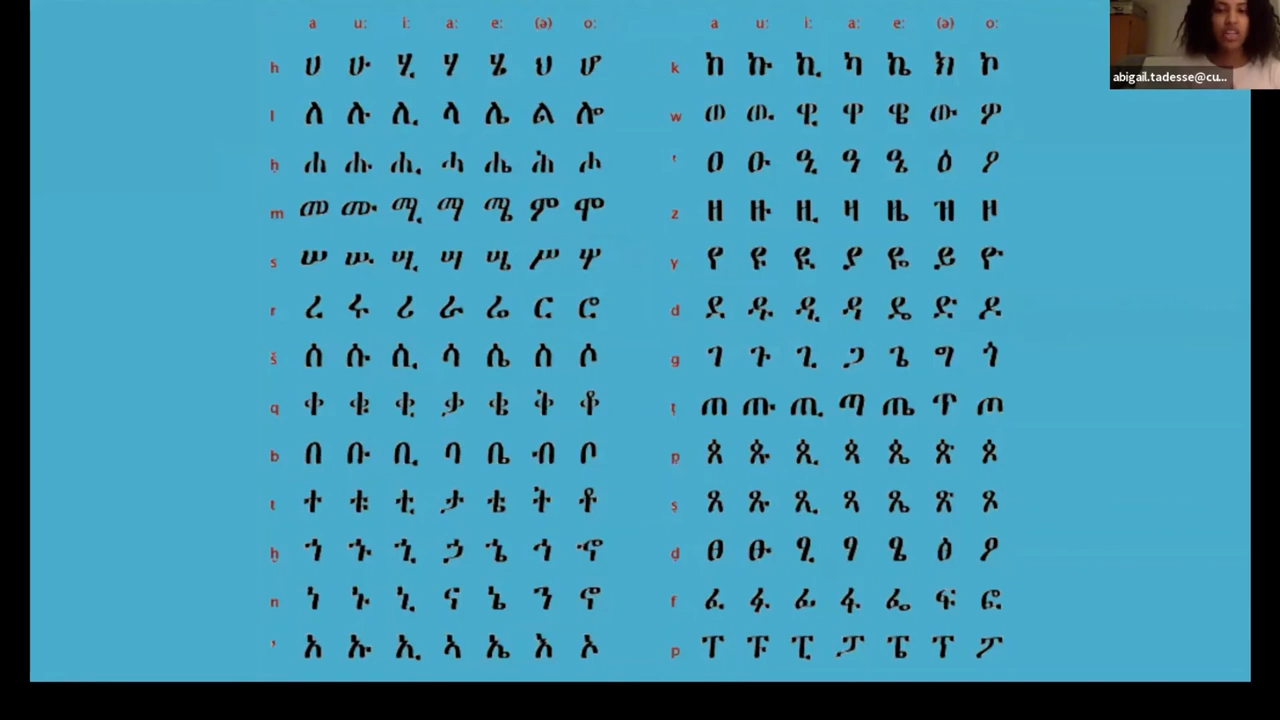 a u: i: a: e: (ə) o:
h ሀ ሁ ሂ ሃ ሄ ህ ሆ
l ለ ሉ ሊ ላ ሌ ል ሎ
ḥ ሐ ሑ ሒ ሓ ሔ ሕ ሖ
m መ ሙ ሚ ማ ሜ ም ሞ
s ሠ ሡ ሢ ሣ ሤ ሥ ሦ
r ረ ሩ ሪ ራ ሬ ር ሮ
š ሰ ሱ ሲ ሳ ሴ ስ ሶ
q ቀ ቁ ቂ ቃ ቄ ቅ ቆ
b በ ቡ ቢ ባ ቤ ብ ቦ
t ተ ቱ ቲ ታ ቴ ት ቶ
ḫ ኀ ኁ ኂ ኃ ኄ ኅ ኆ
n ነ ኑ ኒ ና ኔ ን ኖ
' አ ኡ ኢ ኣ ኤ እ ኦ
a u: i: a: e: (ə) o:
k ከ ኩ ኪ ካ ኬ ክ ኮ
w ወ ዉ ዊ ዋ ዌ ው ዎ
' ዐ ዑ ዒ ዓ ዔ ዕ ዖ
z ዘ ዙ ዚ ዛ ዜ ዝ ዞ
y የ ዩ ዪ ያ ዬ ይ ዮ
d ደ ዱ ዲ ዳ ዴ ድ ዶ
g ገ ጉ ጊ ጋ ጌ ግ ጎ
ṭ ጠ ጡ ጢ ጣ ጤ ጥ ጦ
p̣ ጰ ጱ ጲ ጳ ጴ ጵ ጶ
ṣ ጸ ጹ ጺ ጻ ጼ ጽ ጾ
ḍ ፀ ፁ ፂ ፃ ፄ ዕ ዖ
f ፈ ፉ ፊ ፋ ፌ ፍ ፎ
p ፐ ፑ ፒ ፓ ፔ ፕ ፖ
abigail.tadesse@cu...